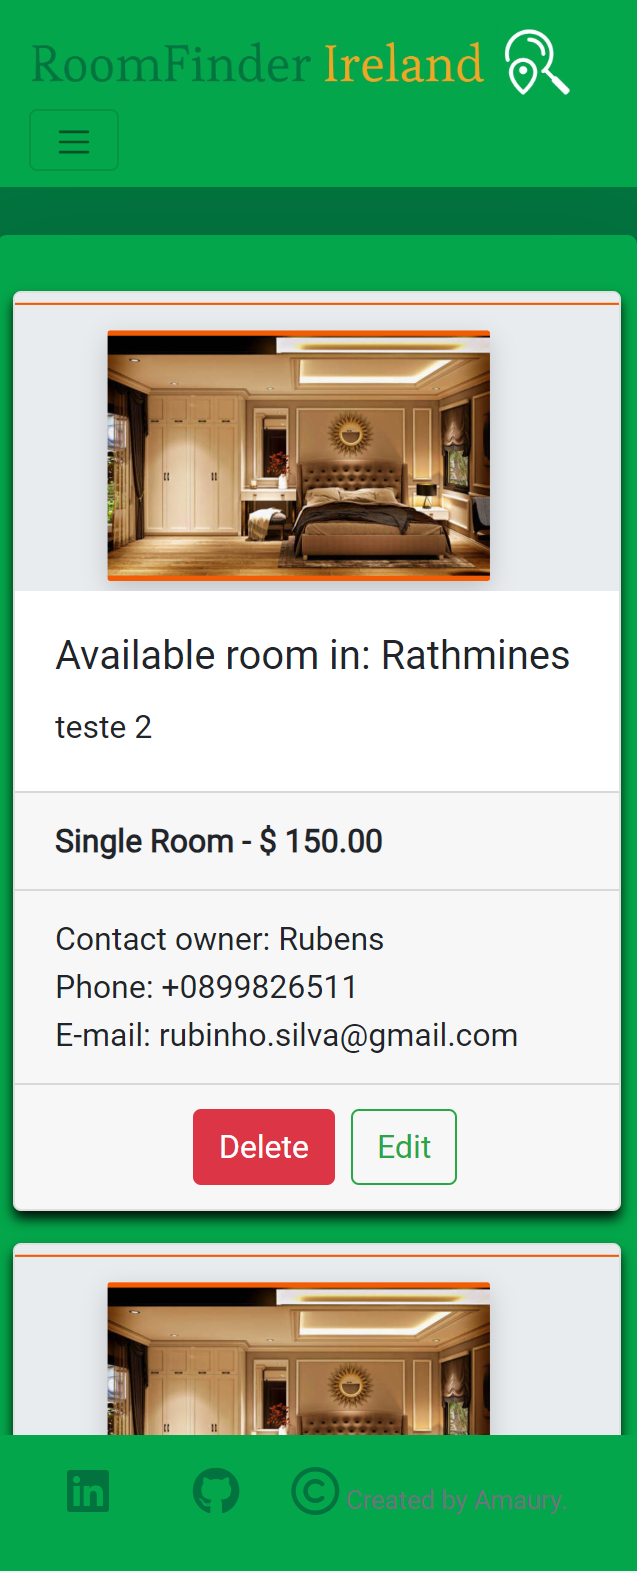 RoomFinder Ireland
Available room in: Rathmines
teste 2
Single Room - $ 150.00
Contact owner: Rubens
Phone: +0899826511
E-mail: rubinho.silva@gmail.com
Delete Edit
in © Created by Amaury.